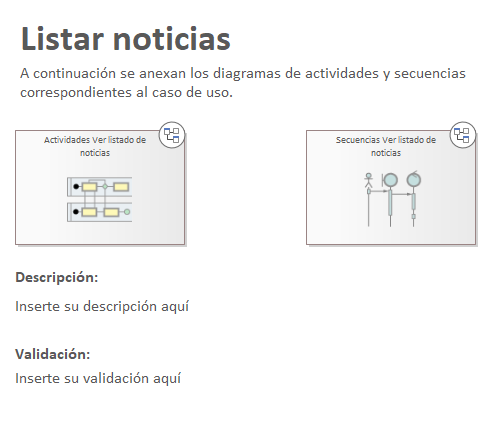 Listar noticias
A continuación se anexan los diagramas de actividades y secuencias
correspondientes al caso de uso.
Actividades Ver listado de
noticias
Secuencias Ver listado de
noticias
Descripción:
Inserte su descripción aquí
Validación:
Inserte su validación aquí